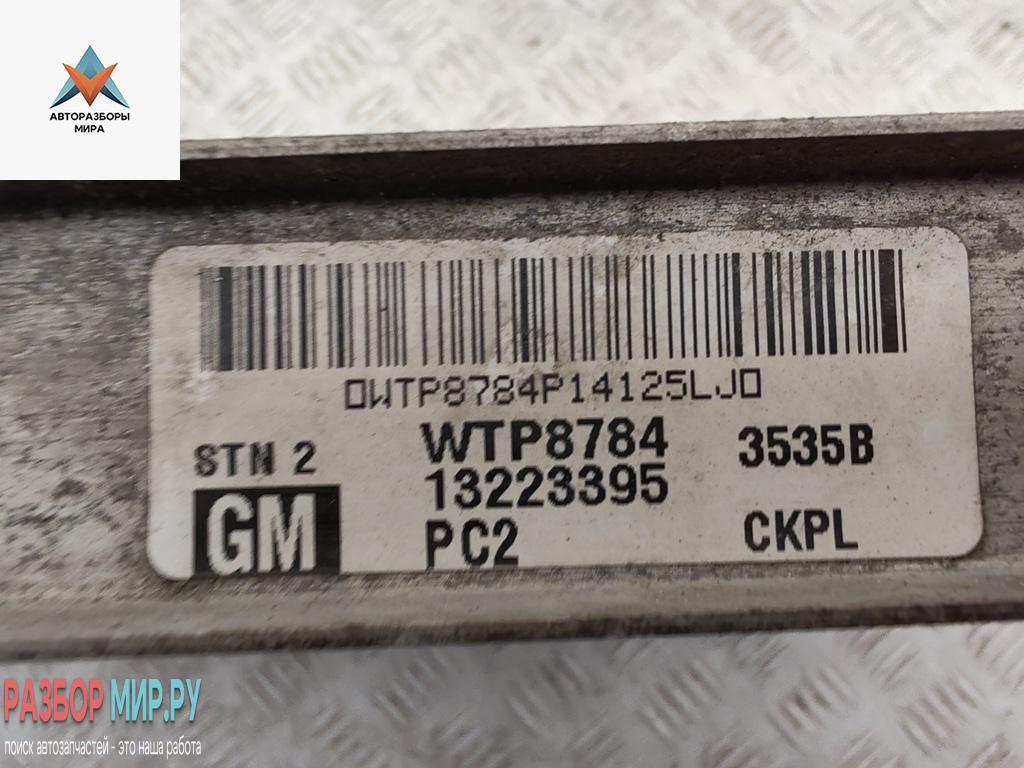 АВТОРАЗБОРЫ
МИРА
0WTP8784P14125LJ0
STN 2
WTP8784
3535B
13223395
GM
PC2
CKPL
РАЗБОР МИР.РУ
поиск автозапчастей - это наша работа